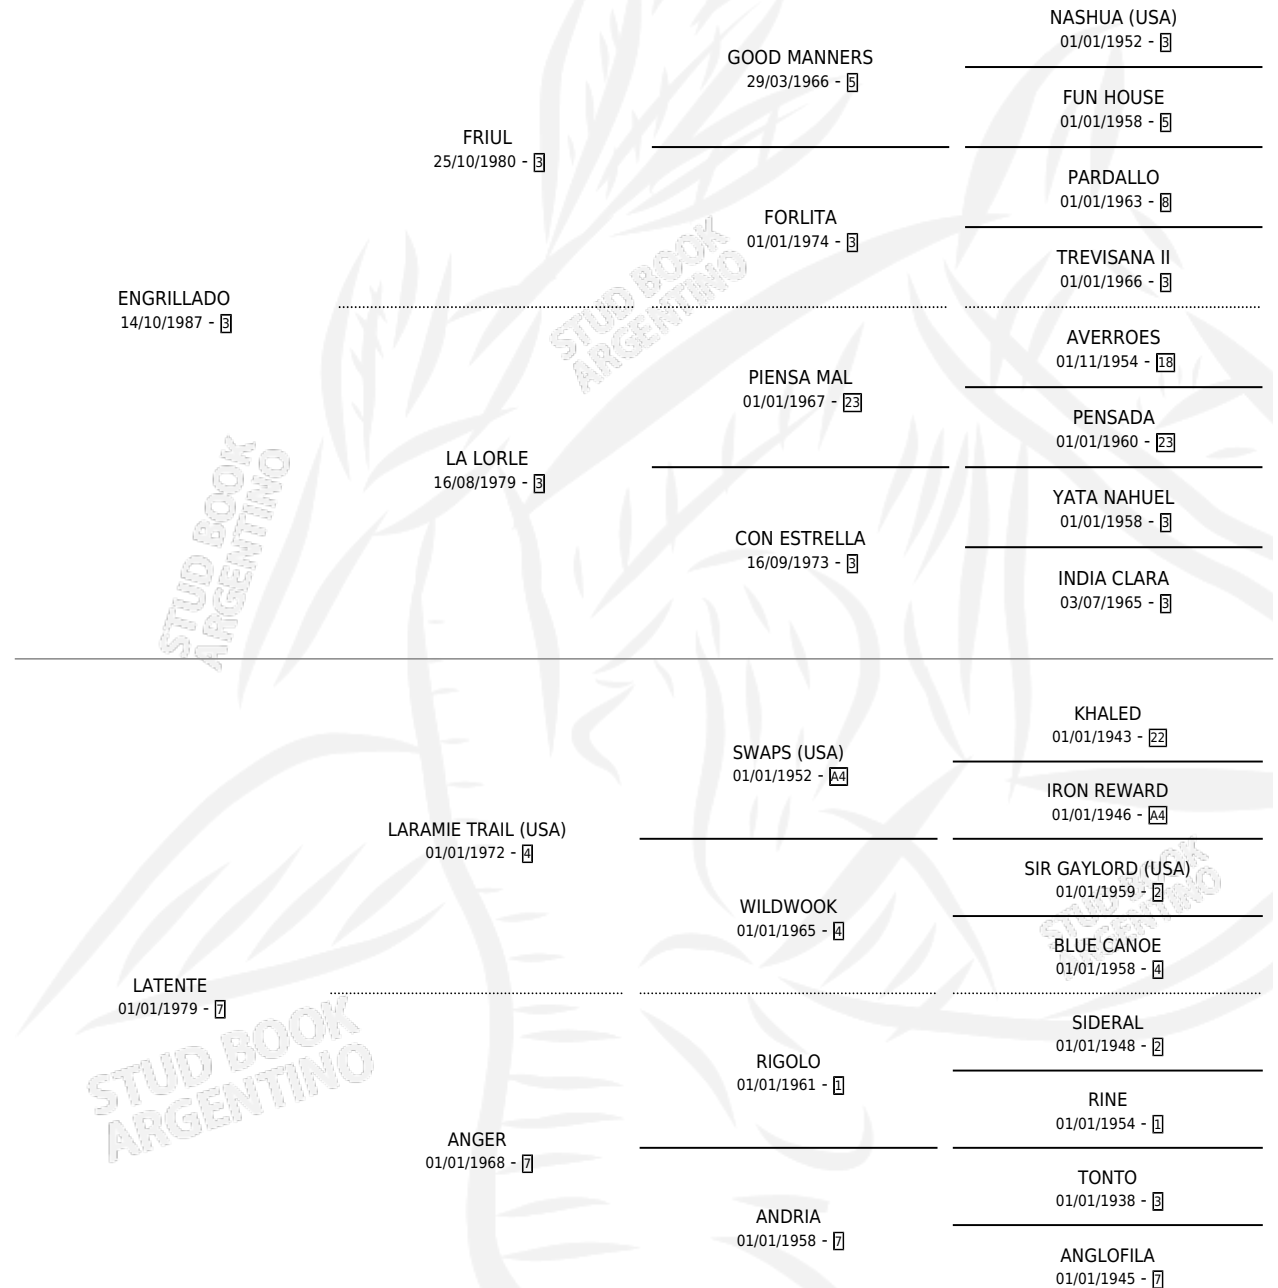 NASHUA (USA)
01/01/1952 - 3
GOOD MANNERS
29/03/1966 - 5
FUN HOUSE
01/01/1958 - 5
FRIUL
25/10/1980 - 3
PARDALLO
01/01/1963 - 8
FORLITA
01/01/1974 - 3
TREVISANA II
01/01/1966 - 3
ENGRILLADO
14/10/1987 - 3
AVERROES
01/11/1954 - 18
PIENSA MAL
01/01/1967 - 23
PENSADA
01/01/1960 - 23
LA LORLE
16/08/1979 - 3
YATA NAHUEL
01/01/1958 - 3
CON ESTRELLA
16/09/1973 - 3
INDIA CLARA
03/07/1965 - 3
KHALED
01/01/1943 - 22
SWAPS (USA)
01/01/1952 - A4
IRON REWARD
01/01/1946 - A4
LARAMIE TRAIL (USA)
01/01/1972 - 4
SIR GAYLORD (USA)
01/01/1959 - 2
WILDWOOK
01/01/1965 - 4
BLUE CANOE
01/01/1958 - 4
LATENTE
01/01/1979 - 7
SIDERAL
01/01/1948 - 2
RIGOLO
01/01/1961 - 1
RINE
01/01/1954 - 1
ANGER
01/01/1968 - 7
TONTO
01/01/1938 - 3
ANDRIA
01/01/1958 - 7
ANGLOFILA
01/01/1945 - 7
STUD BOOK
ARGENTINO
STUD BOOK
ARGENTINO
STUD BOOK
ARGENTINO
STUD BOOK
ARGENTINO